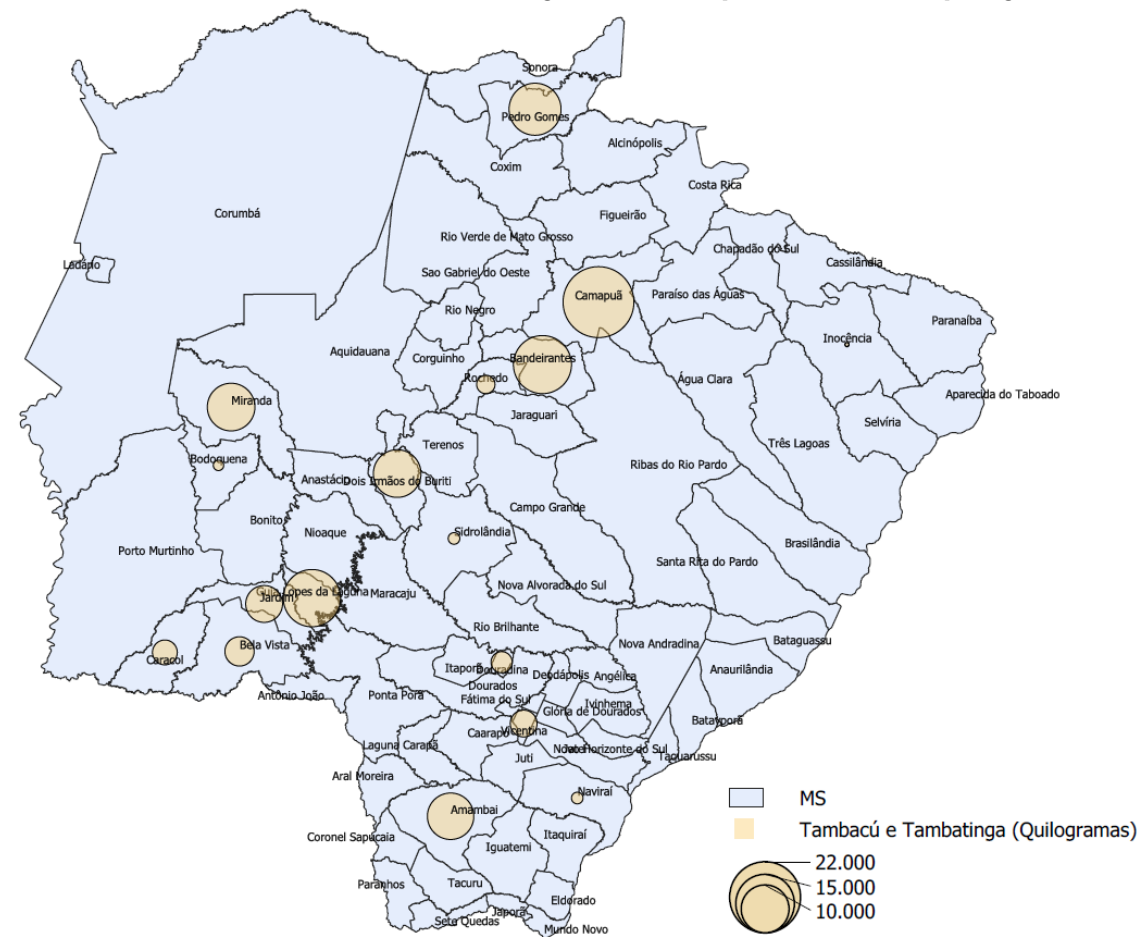 Sonora
Pedro Gomes
Alcinópolis
Coxim
Costa Rica
Corumbá
Figueirão
Rio Verde de Mato Grosso
Chapadão do Sul
Ladário
Cassilândia
Sao Gabriel do Oeste
Camapuã
Paraíso das Águas
Rio Negro
Paranaíba
Inocência
Aquidauana
Corguinho
Bandeirantes
Rochedo
Água Clara
Aparecida do Taboado
Miranda
Jaraguari
Selvíria
Terenos
Três Lagoas
Bodoquena
Ribas do Rio Pardo
Anastácio
Dois Irmãos do Buriti
Campo Grande
Bonito
Nioaque
Sidrolândia
Brasilândia
Porto Murtinho
Santa Rita do Pardo
Nova Alvorada do Sul
Guia Lopes da Laguna
Jardim
Maracaju
Rio Brilhante
Bela Vista
Nova Andradina
Bataguassu
Caracol
Itaporã
Douradina
Deodápolis
Angélica
Anaurilândia
Dourados
Antônio João
Ponta Porã
Fátima do Sul
Ivinhema
Glória de Dourados
Batayporã
Vicentina
Caarapó
Laguna Carapã
Novo Horizonte do Sul
Jateí
Juti
Taquarussu
Aral Moreira
Naviraí
Amambai
Coronel Sapucaia
Itaquiraí
Iguatemi
Paranhos
Tacuru
Eldorado
Japorã
Sete Quedas
Mundo Novo
MS
Tambacú e Tambatinga (Quilogramas)
22.000
15.000
10.000